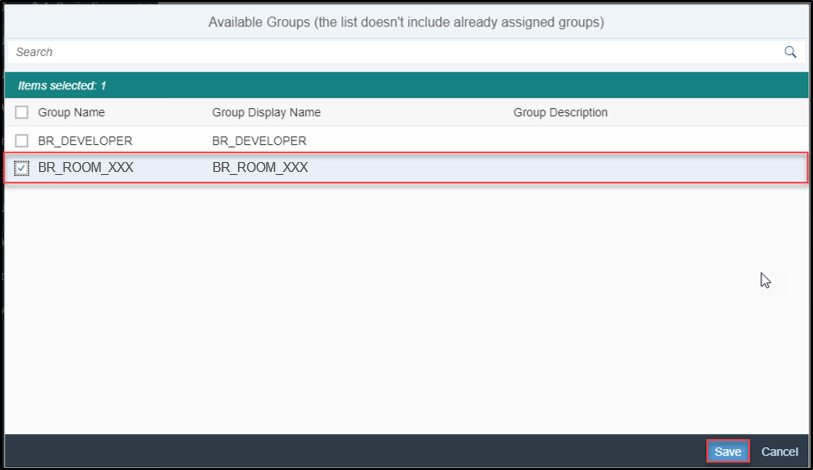 Available Groups (the list doesn't include already assigned groups)
Search
Items selected: 1
Group Name Group Display Name Group Description
BR_DEVELOPER BR_DEVELOPER
BR_ROOM_XXX BR_ROOM_XXX
Save Cancel